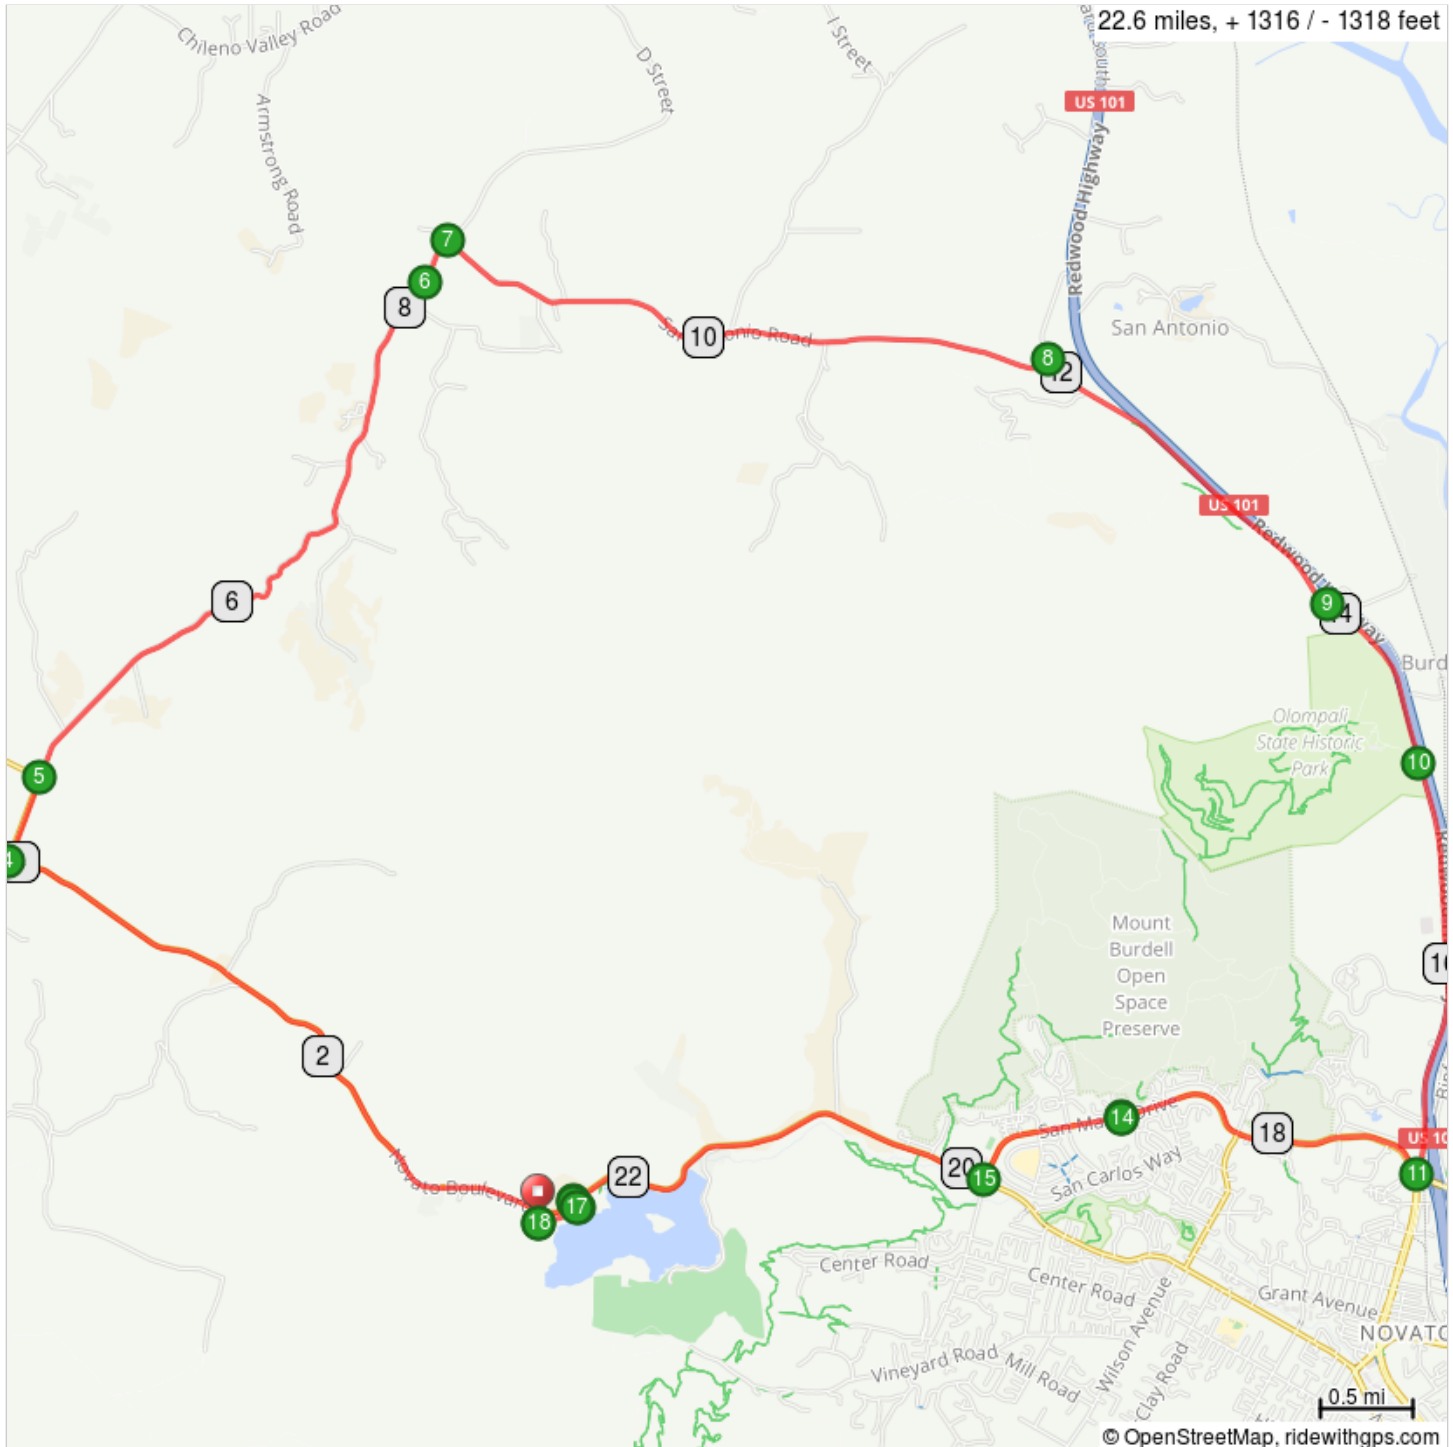 22.6 miles, + 1316 / - 1318 feet
Chileno Valley Road
Armstrong Road
D Street
I Street
US 101
Redwood Highway
San Antonio
7
6
8
10
8
US 101
9
6
5
2
Olompali
State Historic
Park
10
Mount
Burdell
Open
Space
Preserve
14
18
11
20
15
San Carlos Way
22
17
18
Novato Boulevard
Center Road
Center Road
Grant Avenue
Wilson Avenue
Vineyard Road
Mill Road
Clay Road
0.5 mi
© OpenStreetMap, ridewithgps.com